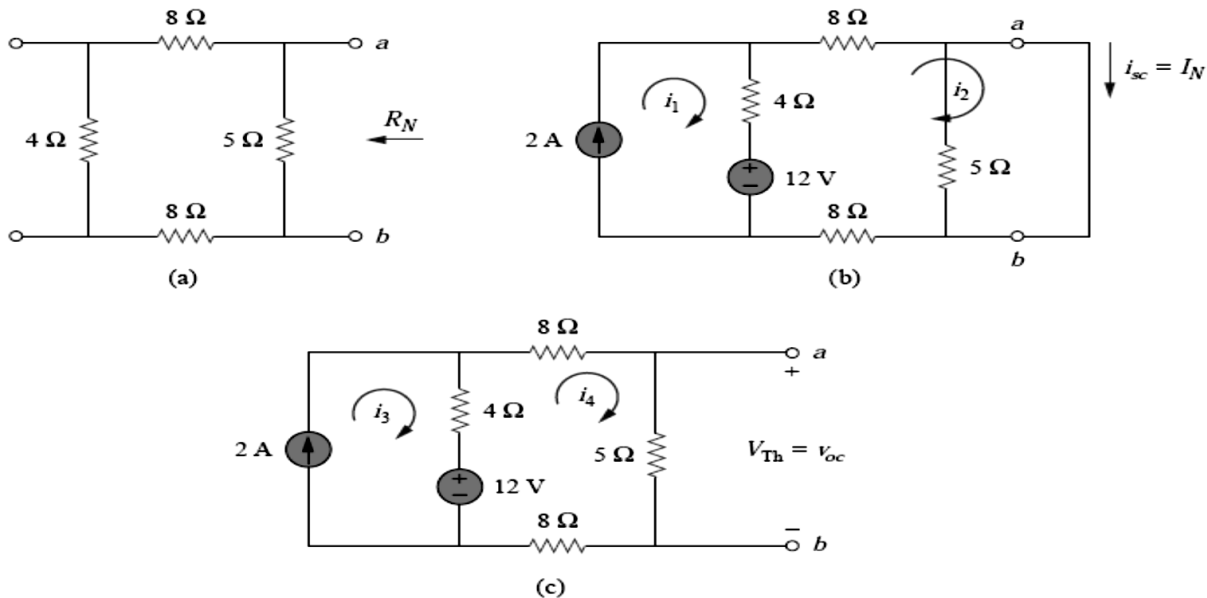 8 Ω
a
4 Ω
5 Ω
R_N
8 Ω
b
(a)
8 Ω
a
i_1
4 Ω
i_2
i_sc = I_N
2 A
+
−
12 V
5 Ω
8 Ω
b
(b)
8 Ω
a
+
i_3
4 Ω
i_4
2 A
5 Ω
V_Th = v_oc
+
−
12 V
8 Ω
−
b
(c)